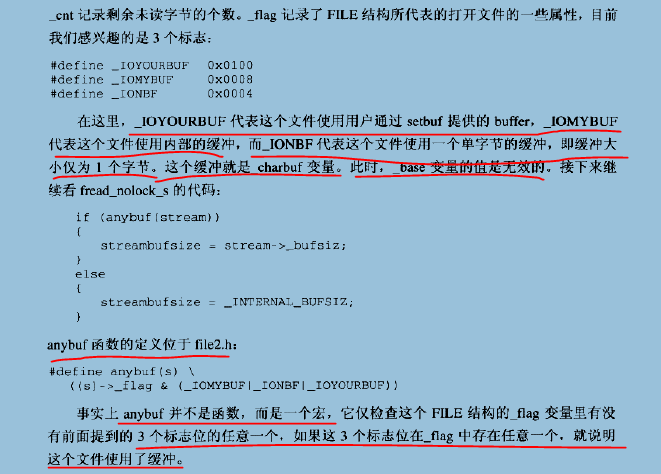 _cnt 记录剩余未读字节的个数。_flag 记录了 FILE 结构所代表的打开文件的一些属性，目前
我们感兴趣的是 3 个标志：
#define _IOYOURBUF 0x0100
#define _IOMYBUF 0x0008
#define _IONBF 0x0004
在这里，_IOYOURBUF 代表这个文件使用用户通过 setbuf 提供的 buffer，_IOMYBUF
代表这个文件使用内部的缓冲，而_IONBF 代表这个文件使用一个单字节的缓冲，即缓冲大
小仅为 1 个字节。这个缓冲就是_charbuf 变量。此时，_base 变量的值是无效的。接下来继
续看 fread_nolock_s 的代码：
if (anybuf(stream))
{
streambufsize = stream->_bufsiz;
}
else
{
streambufsize = _INTERNAL_BUFSIZ;
}
anybuf 函数的定义位于 file2.h：
#define anybuf(s) \
((s)->_flag & (_IOMYBUF|_IONBF|_IOYOURBUF))
事实上 anybuf 并不是函数，而是一个宏，它仅检查这个 FILE 结构的_flag 变量里有没
有前面提到的 3 个标志位的任意一个，如果这 3 个标志位在_flag 中存在任意一个，就说明
这个文件使用了缓冲。